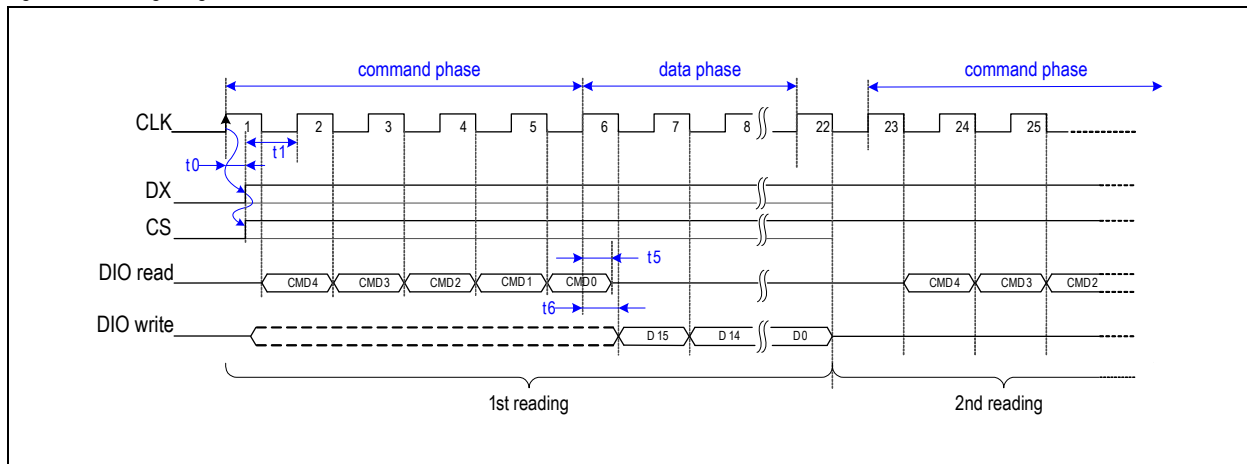 command phase data phase command phase
CLK 1 2 3 4 5 6 7 8 22 23 24 25
t0 t1
DX
CS
DIO read CMD4 CMD3 CMD2 CMD1 CMD0 t5 CMD4 CMD3 CMD2
t6
DIO write D 15 D 14 D0
1st reading 2nd reading